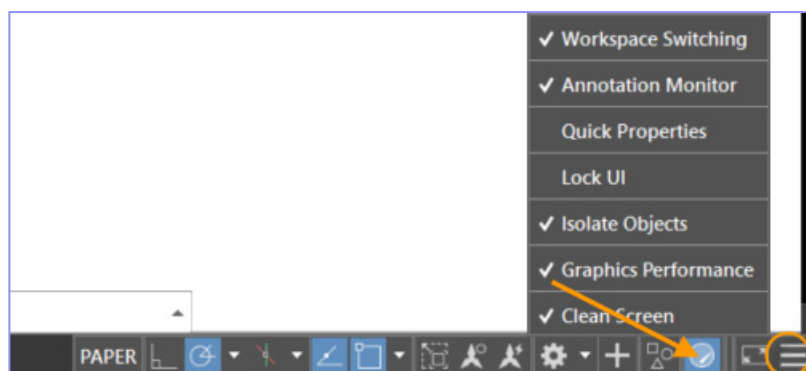 ✓ Workspace Switching
✓ Annotation Monitor
Quick Properties
Lock UI
✓ Isolate Objects
✓ Graphics Performance
✓ Clean Screen
PAPER